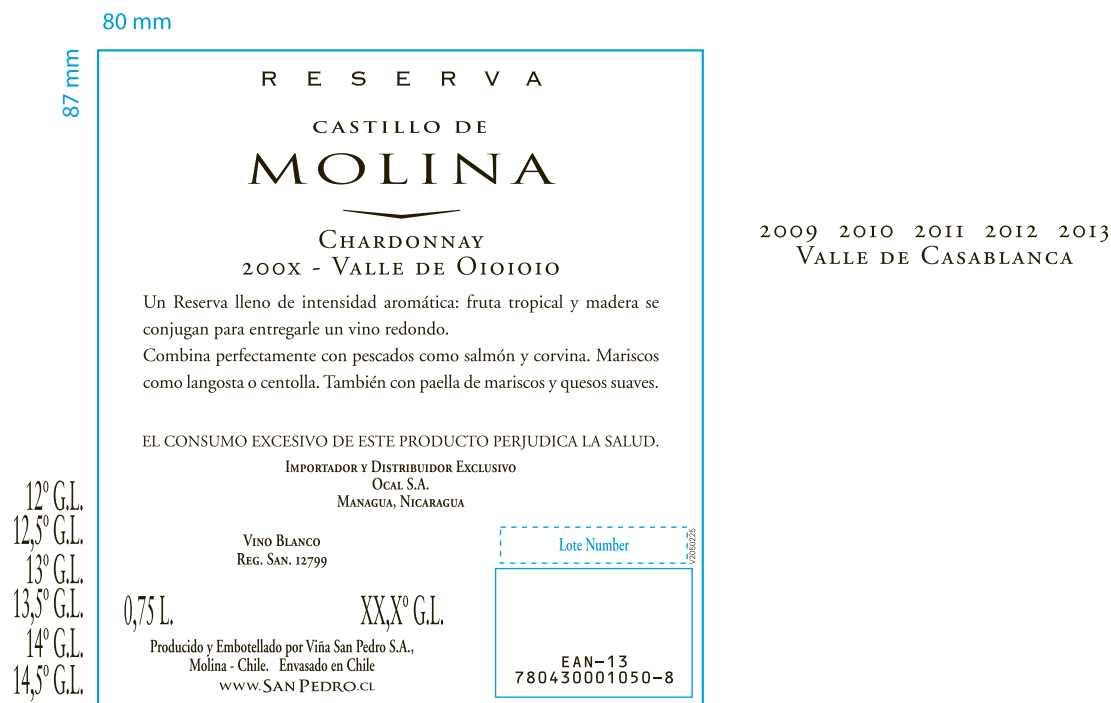 80 mm
87 mm
RESERVA
CASTILLO DE
MOLINA
CHARDONNAY
200X - VALLE DE OIOIOIO
2009 2010 2011 2012 2013
VALLE DE CASABLANCA
Un Reserva lleno de intensidad aromática: fruta tropical y madera se
conjugan para entregarle un vino redondo.
Combina perfectamente con pescados como salmón y corvina. Mariscos
como langosta o centolla. También con paella de mariscos y quesos suaves.
EL CONSUMO EXCESIVO DE ESTE PRODUCTO PERJUDICA LA SALUD.
IMPORTADOR Y DISTRIBUIDOR EXCLUSIVO
OCAL S.A.
MANAGUA, NICARAGUA
12º G.L.
12,5º G.L.
13º G.L.
13,5º G.L.
14º G.L.
14,5º G.L.
VINO BLANCO
REG. SAN. 12799
Lote Number
V2050225
0,75 L.
XX,Xº G.L.
Producido y Embotellado por Viña San Pedro S.A.,
Molina - Chile. Envasado en Chile
WWW.SAN PEDRO.CL
EAN-13
780430001050-8